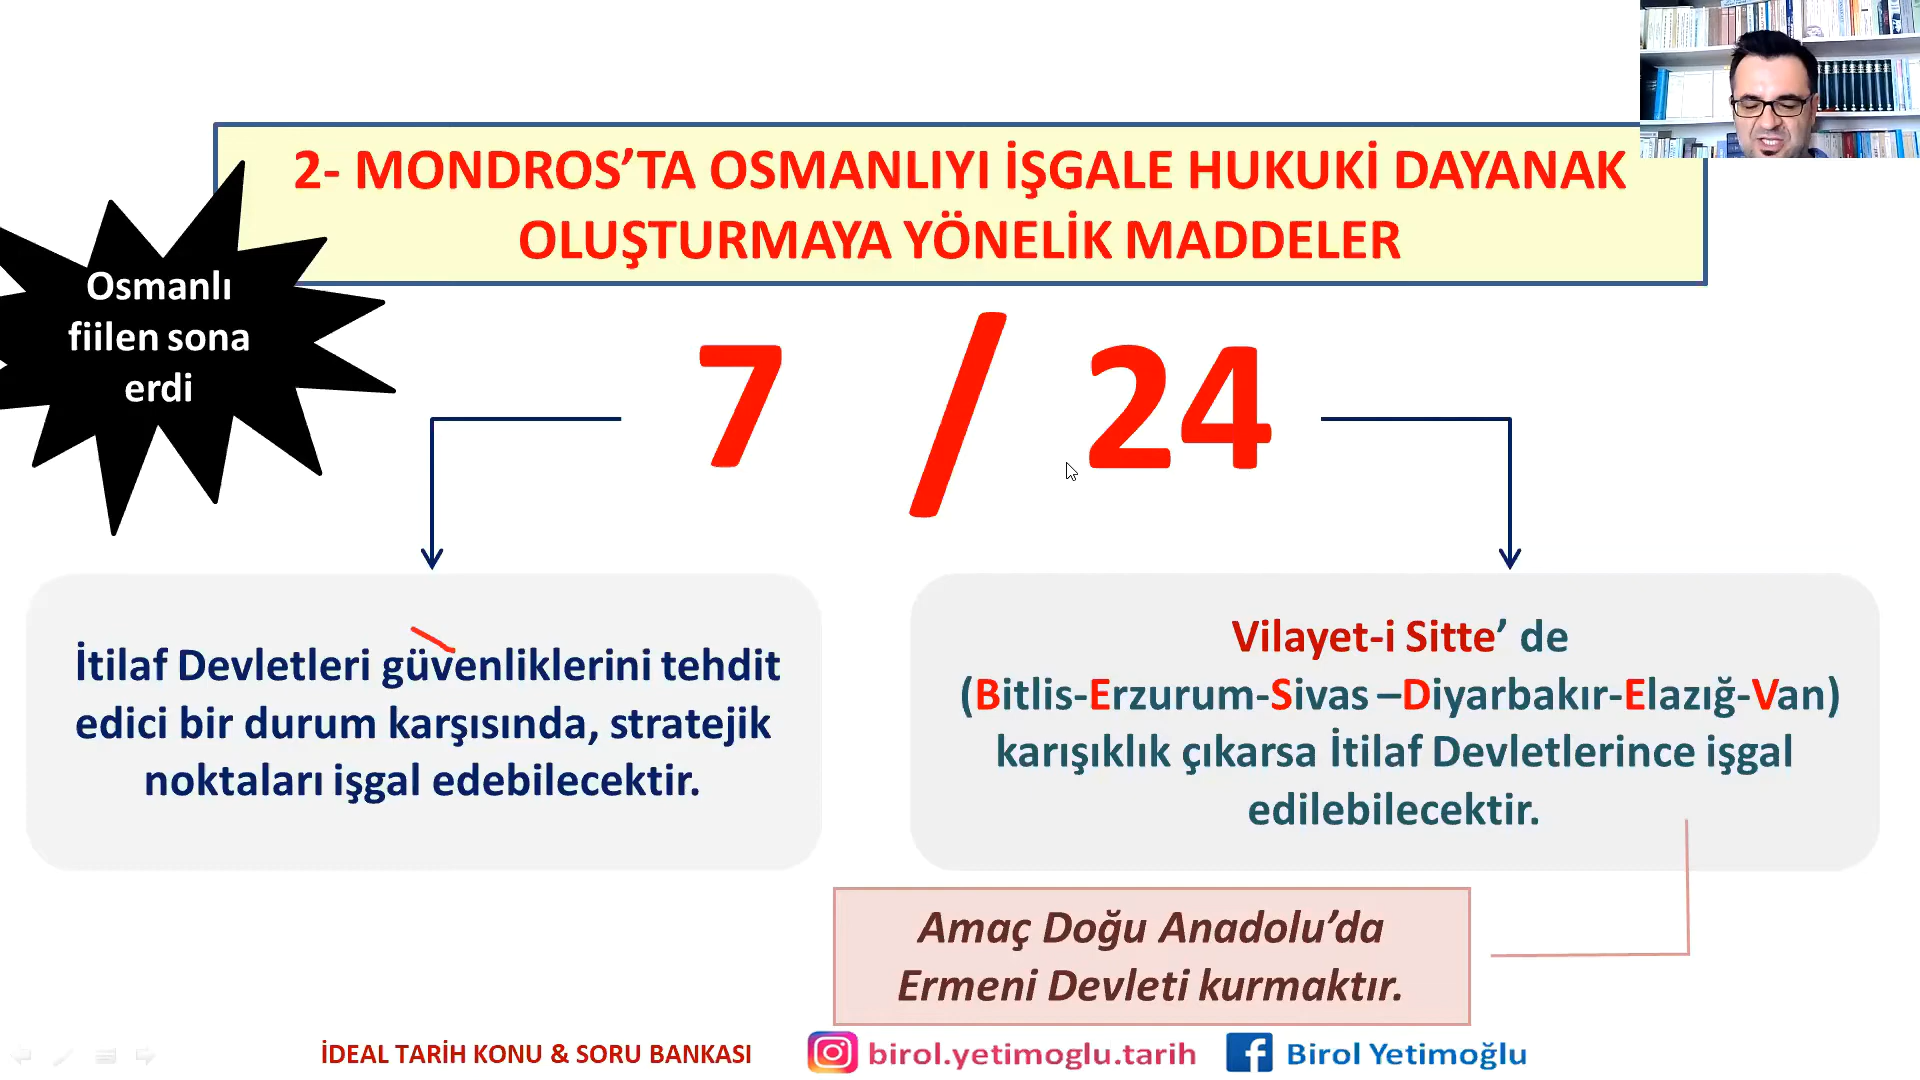 2- MONDROS’TA OSMANLIYI İŞGALE HUKUKİ DAYANAK
OLUŞTURMAYA YÖNELİK MADDELER
Osmanlı
fiilen sona
erdi
7 / 24
İtilaf Devletleri güvenliklerini tehdit
edici bir durum karşısında, stratejik
noktaları işgal edebilecektir.
Vilayet-i Sitte’ de
(Bitlis-Erzurum-Sivas –Diyarbakır-Elazığ-Van)
karışıklık çıkarsa İtilaf Devletlerince işgal
edilebilecektir.
Amaç Doğu Anadolu’da
Ermeni Devleti kurmaktır.
İDEAL TARİH KONU & SORU BANKASI
birol.yetimoglu.tarih
Birol Yetimoğlu